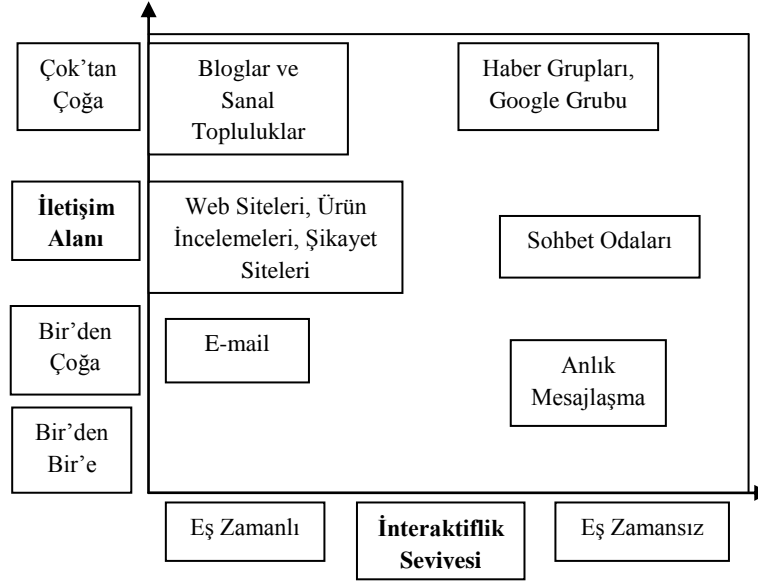 Çok’tan
Çoğa
Bloglar ve
Sanal
Topluluklar
Haber Grupları,
Google Grubu
İletişim
Alanı
Web Siteleri, Ürün
İncelemeleri, Şikayet
Siteleri
Sohbet Odaları
Bir’den
Çoğa
E-mail
Anlık
Mesajlaşma
Bir’den
Bir’e
Eş Zamanlı
İnteraktiflik
Seviyesi
Eş Zamansız